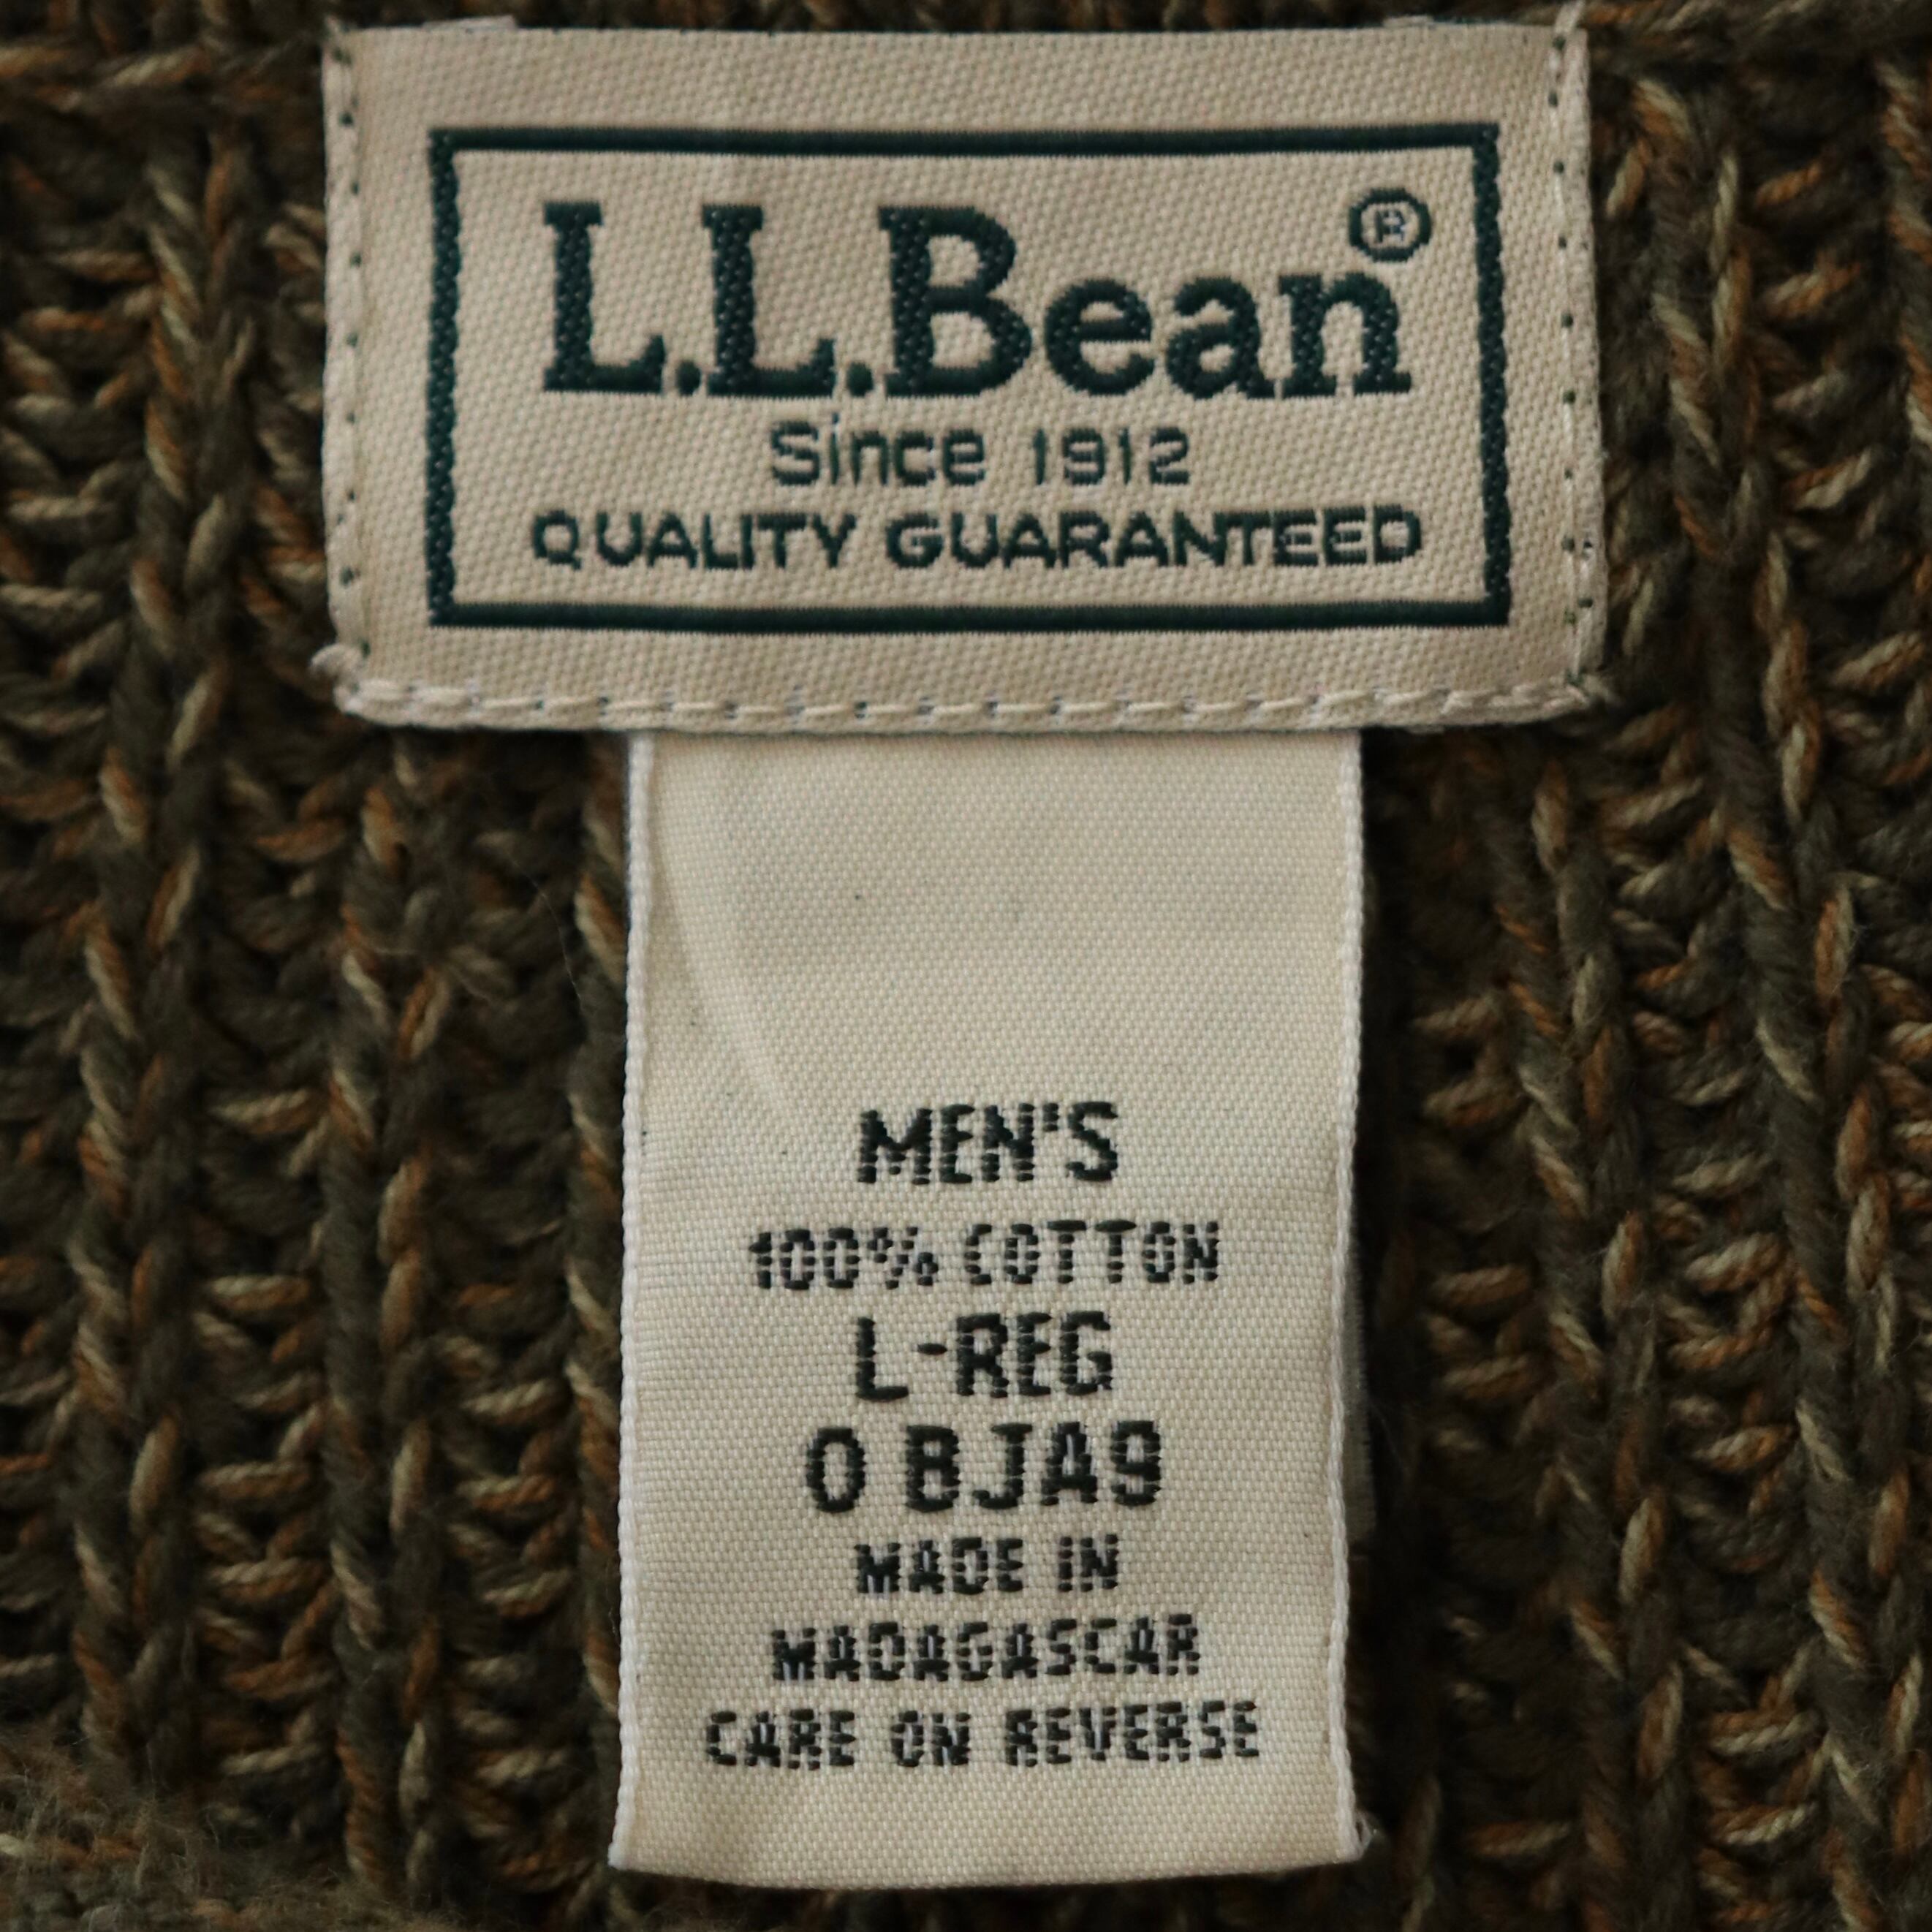 L.L.Bean®
Since 1912
QUALITY GUARANTEED
MEN'S
100% COTTON
L-REG
0 BJA9
MADE IN
MADAGASCAR
CARE ON REVERSE